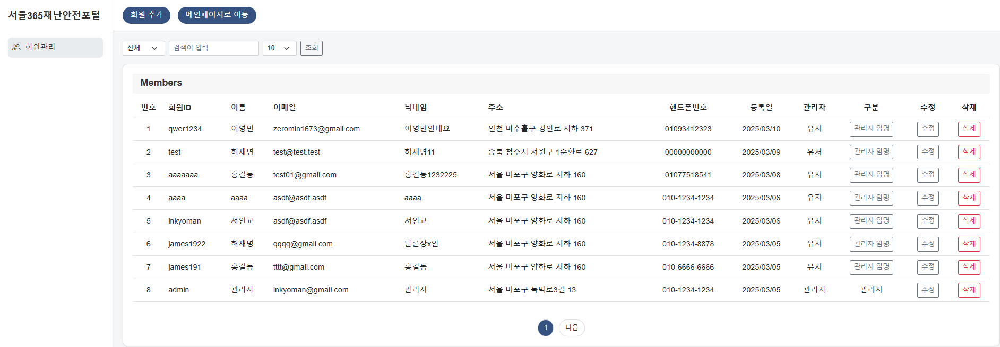 서울365재난안전포털
회원관리
회원 추가 메인페이지로 이동
전체 검색어 입력 10 조회
Members
번호 회원ID 이름 이메일 닉네임 주소 핸드폰번호 등록일 관리자 구분 수정 삭제
1 qwer1234 이영민 zeromin1673@gmail.com 이영민인데요 인천 미추홀구 경인로 지하 371 01093412323 2025/03/10 유저 관리자 임명 수정 삭제
2 test 허재명 test@test.test 허재명11 충북 청주시 서원구 1순환로 627 00000000000 2025/03/09 유저 관리자 임명 수정 삭제
3 aaaaaaa 홍길동 test01@gmail.com 홍길동1232225 서울 마포구 양화로 지하 160 01077518541 2025/03/08 유저 관리자 임명 수정 삭제
4 aaaa aaaa asdf@asdf.asdf aaaa 서울 마포구 양화로 지하 160 010-1234-1234 2025/03/06 유저 관리자 임명 수정 삭제
5 inkyoman 서인교 asdf@asdf.asdf 서인교 서울 마포구 양화로 지하 160 010-1234-1234 2025/03/06 유저 관리자 임명 수정 삭제
6 james1922 허재명 qqqq@gmail.com 탈론장x인 서울 마포구 양화로 지하 160 010-1234-8878 2025/03/05 유저 관리자 임명 수정 삭제
7 james191 홍길동 tttt@gmail.com 홍길동 서울 마포구 양화로 지하 160 010-6666-6666 2025/03/05 유저 관리자 임명 수정 삭제
8 admin 관리자 inkyoman@gmail.com 관리자 서울 마포구 독막로3길 13 010-1234-1234 2025/03/05 관리자 관리자 수정 삭제
1 다음